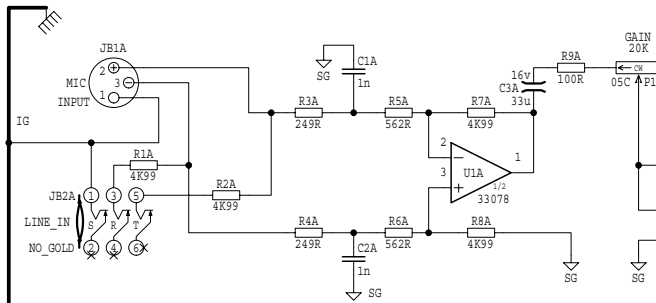 GAIN
20K
JB1A
R9A
C1A
16v
CW
2
SG
1n
C3A
100R
05C
P1
MIC
3
33u
INPUT
1
R3A
R5A
R7A
249R
562R
4K99
IG
2
R1A
1
3
U1A
4K99
R2A
1/2
33078
1
3
5
JB2A
4K99
LINE_IN
S
R
T
R4A
R6A
R8A
NO_GOLD
2
4
6
249R
562R
4K99
C2A
1n
SG
SG
SG